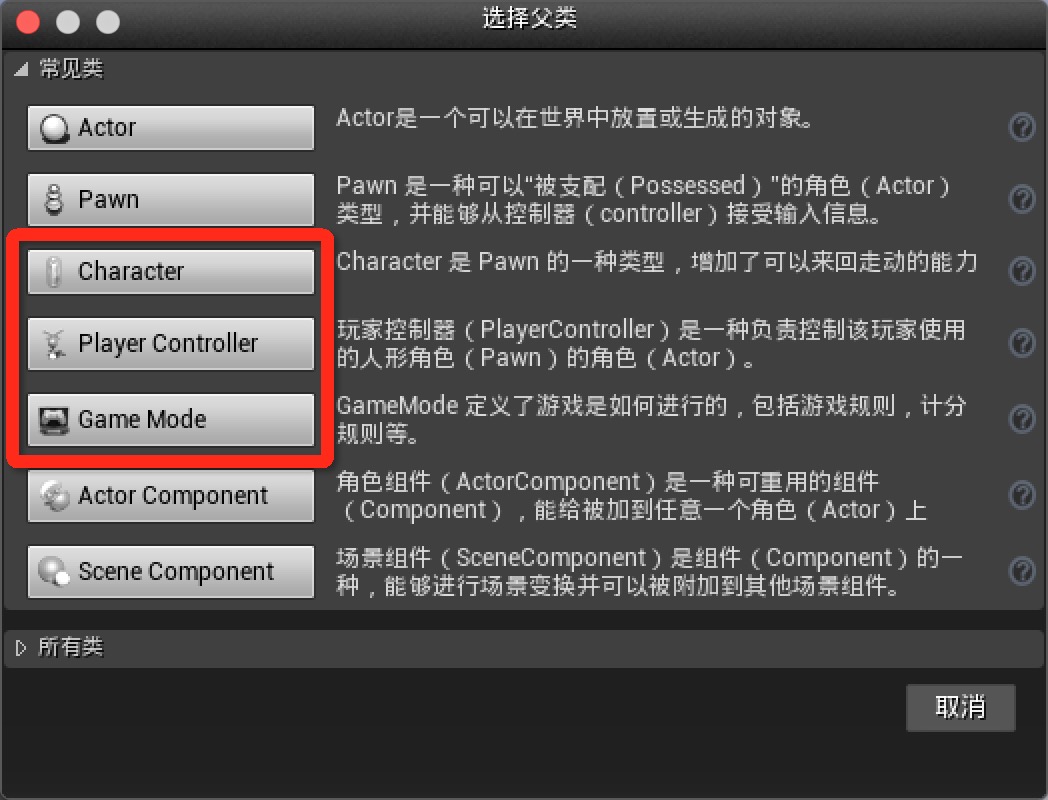 选择父类
常见类
Actor
Actor是一个可以在世界中放置或生成的对象。
Pawn
Pawn 是一种可以“被支配（Possessed）”的角色（Actor）
类型，并能够从控制器（controller）接受输入信息。
Character
Character 是 Pawn 的一种类型，增加了可以来回走动的能力
Player Controller
玩家控制器（PlayerController）是一种负责控制该玩家使用
的人形角色（Pawn）的角色（Actor）。
Game Mode
GameMode 定义了游戏是如何进行的，包括游戏规则，计分
规则等。
Actor Component
角色组件（ActorComponent）是一种可重用的组件
（Component），能给被加到任意一个角色（Actor）上
Scene Component
场景组件（SceneComponent）是组件（Component）的一
种，能够进行场景变换并可以被附加到其他场景组件。
所有类
取消